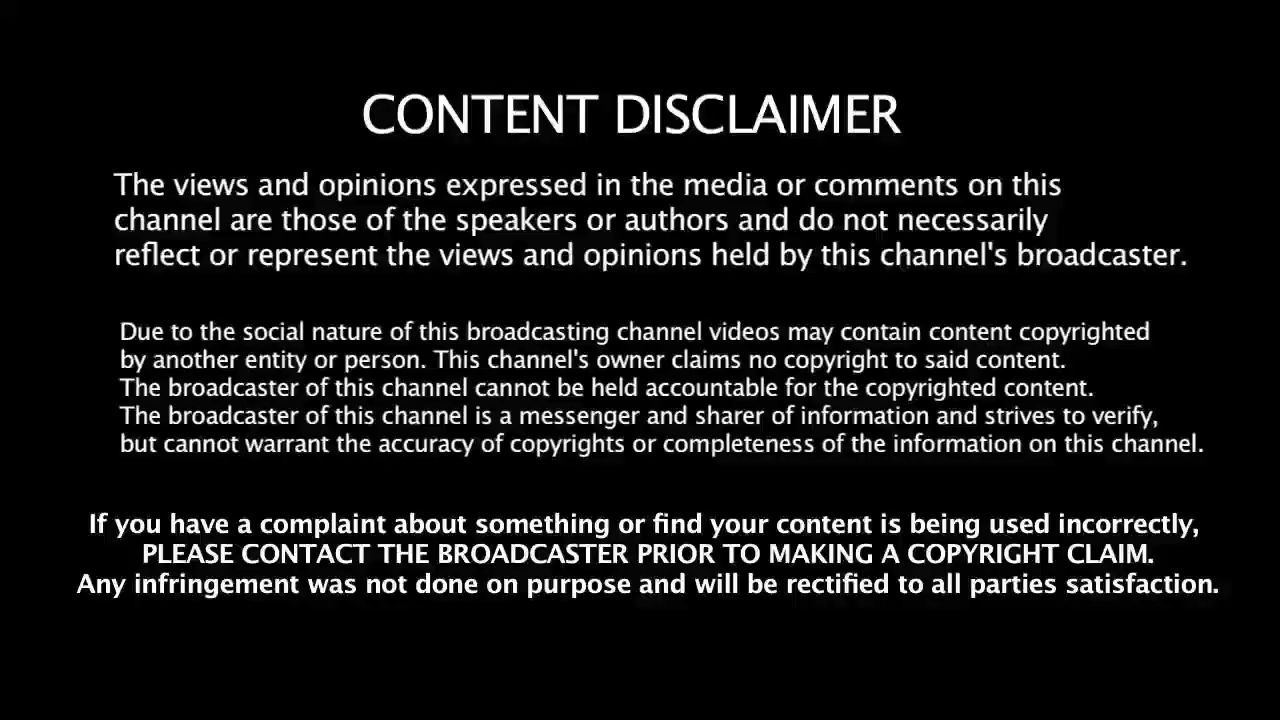 CONTENT DISCLAIMER
The views and opinions expressed in the media or comments on this
channel are those of the speakers or authors and do not necessarily
reflect or represent the views and opinions held by this channel's broadcaster.
Due to the social nature of this broadcasting channel videos may contain content copyrighted
by another entity or person. This channel's owner claims no copyright to said content.
The broadcaster of this channel cannot be held accountable for the copyrighted content.
The broadcaster of this channel is a messenger and sharer of information and strives to verify,
but cannot warrant the accuracy of copyrights or completeness of the information on this channel.
If you have a complaint about something or find your content is being used incorrectly,
PLEASE CONTACT THE BROADCASTER PRIOR TO MAKING A COPYRIGHT CLAIM.
Any infringement was not done on purpose and will be rectified to all parties satisfaction.